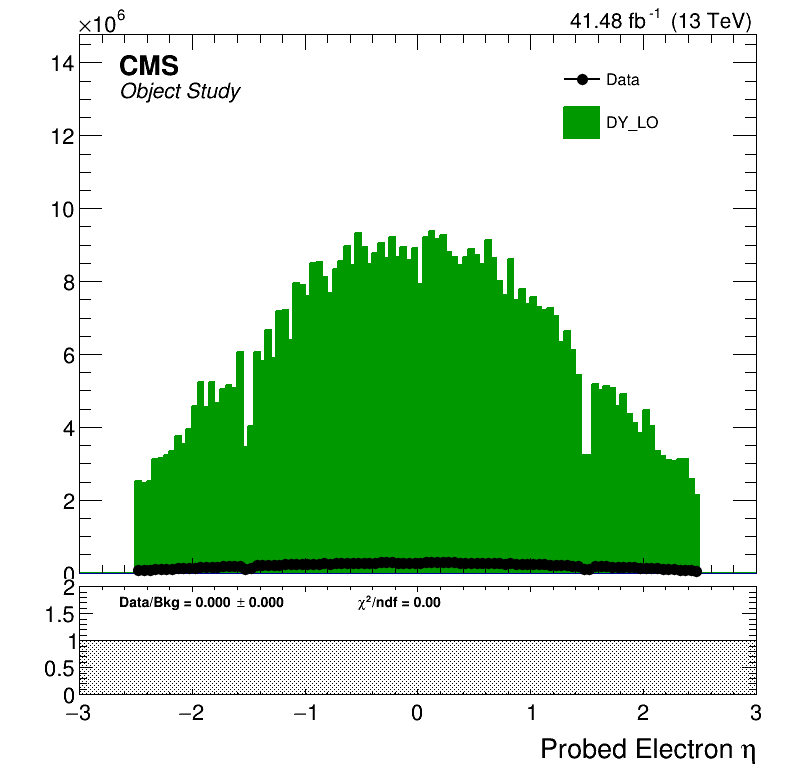 ×10⁶
41.48 fb⁻¹ (13 TeV)
CMS
Object Study
Data
DY_LO
14
12
10
8
6
4
2
0
Data/Bkg = 0.000 ± 0.000
χ²/ndf = 0.00
2
1.5
1
0.5
0
−3 −2 −1 0 1 2 3
Probed Electron η